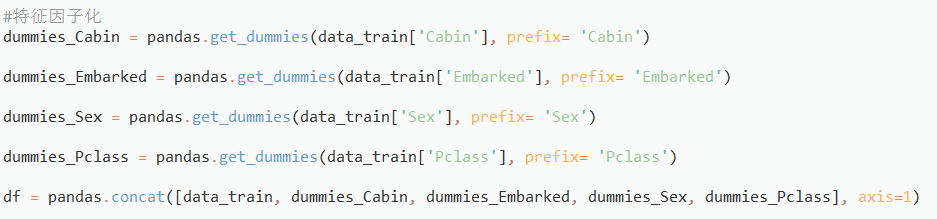 #特征因子化
dummies_Cabin = pandas.get_dummies(data_train['Cabin'], prefix= 'Cabin')
dummies_Embarked = pandas.get_dummies(data_train['Embarked'], prefix= 'Embarked')
dummies_Sex = pandas.get_dummies(data_train['Sex'], prefix= 'Sex')
dummies_Pclass = pandas.get_dummies(data_train['Pclass'], prefix= 'Pclass')
df = pandas.concat([data_train, dummies_Cabin, dummies_Embarked, dummies_Sex, dummies_Pclass], axis=1)